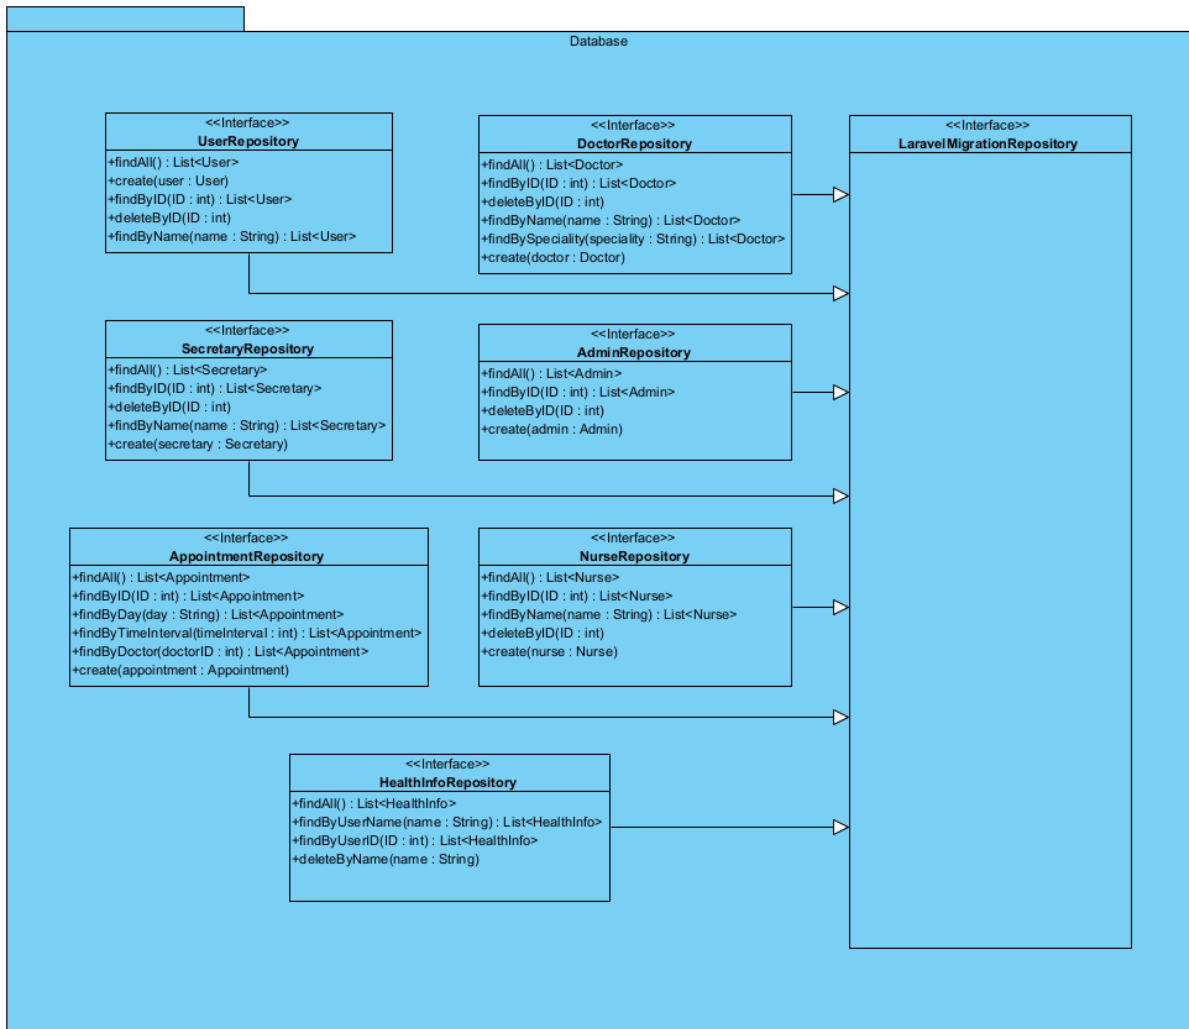 Database
<<Interface>>
UserRepository
+findAll() : List<User>
+create(user : User)
+findByID(ID : int) : List<User>
+deleteByID(ID : int)
+findByName(name : String) : List<User>
<<Interface>>
DoctorRepository
+findAll() : List<Doctor>
+findByID(ID : int) : List<Doctor>
+deleteByID(ID : int)
+findByName(name : String) : List<Doctor>
+findBySpeciality(speciality : String) : List<Doctor>
+create(doctor : Doctor)
<<Interface>>
LaravelMigrationRepository
<<Interface>>
SecretaryRepository
+findAll() : List<Secretary>
+findByID(ID : int) : List<Secretary>
+deleteByID(ID : int)
+findByName(name : String) : List<Secretary>
+create(secretary : Secretary)
<<Interface>>
AdminRepository
+findAll() : List<Admin>
+findByID(ID : int) : List<Admin>
+deleteByID(ID : int)
+create(admin : Admin)
<<Interface>>
AppointmentRepository
+findAll() : List<Appointment>
+findByID(ID : int) : List<Appointment>
+findByDay(day : String) : List<Appointment>
+findByTimeInterval(timeInterval : int) : List<Appointment>
+findByDoctor(doctorID : int) : List<Appointment>
+create(appointment : Appointment)
<<Interface>>
NurseRepository
+findAll() : List<Nurse>
+findByID(ID : int) : List<Nurse>
+findByName(name : String) : List<Nurse>
+deleteByID(ID : int)
+create(nurse : Nurse)
<<Interface>>
HealthInfoRepository
+findAll() : List<HealthInfo>
+findByUserName(name : String) : List<HealthInfo>
+findByUserID(ID : int) : List<HealthInfo>
+deleteByName(name : String)